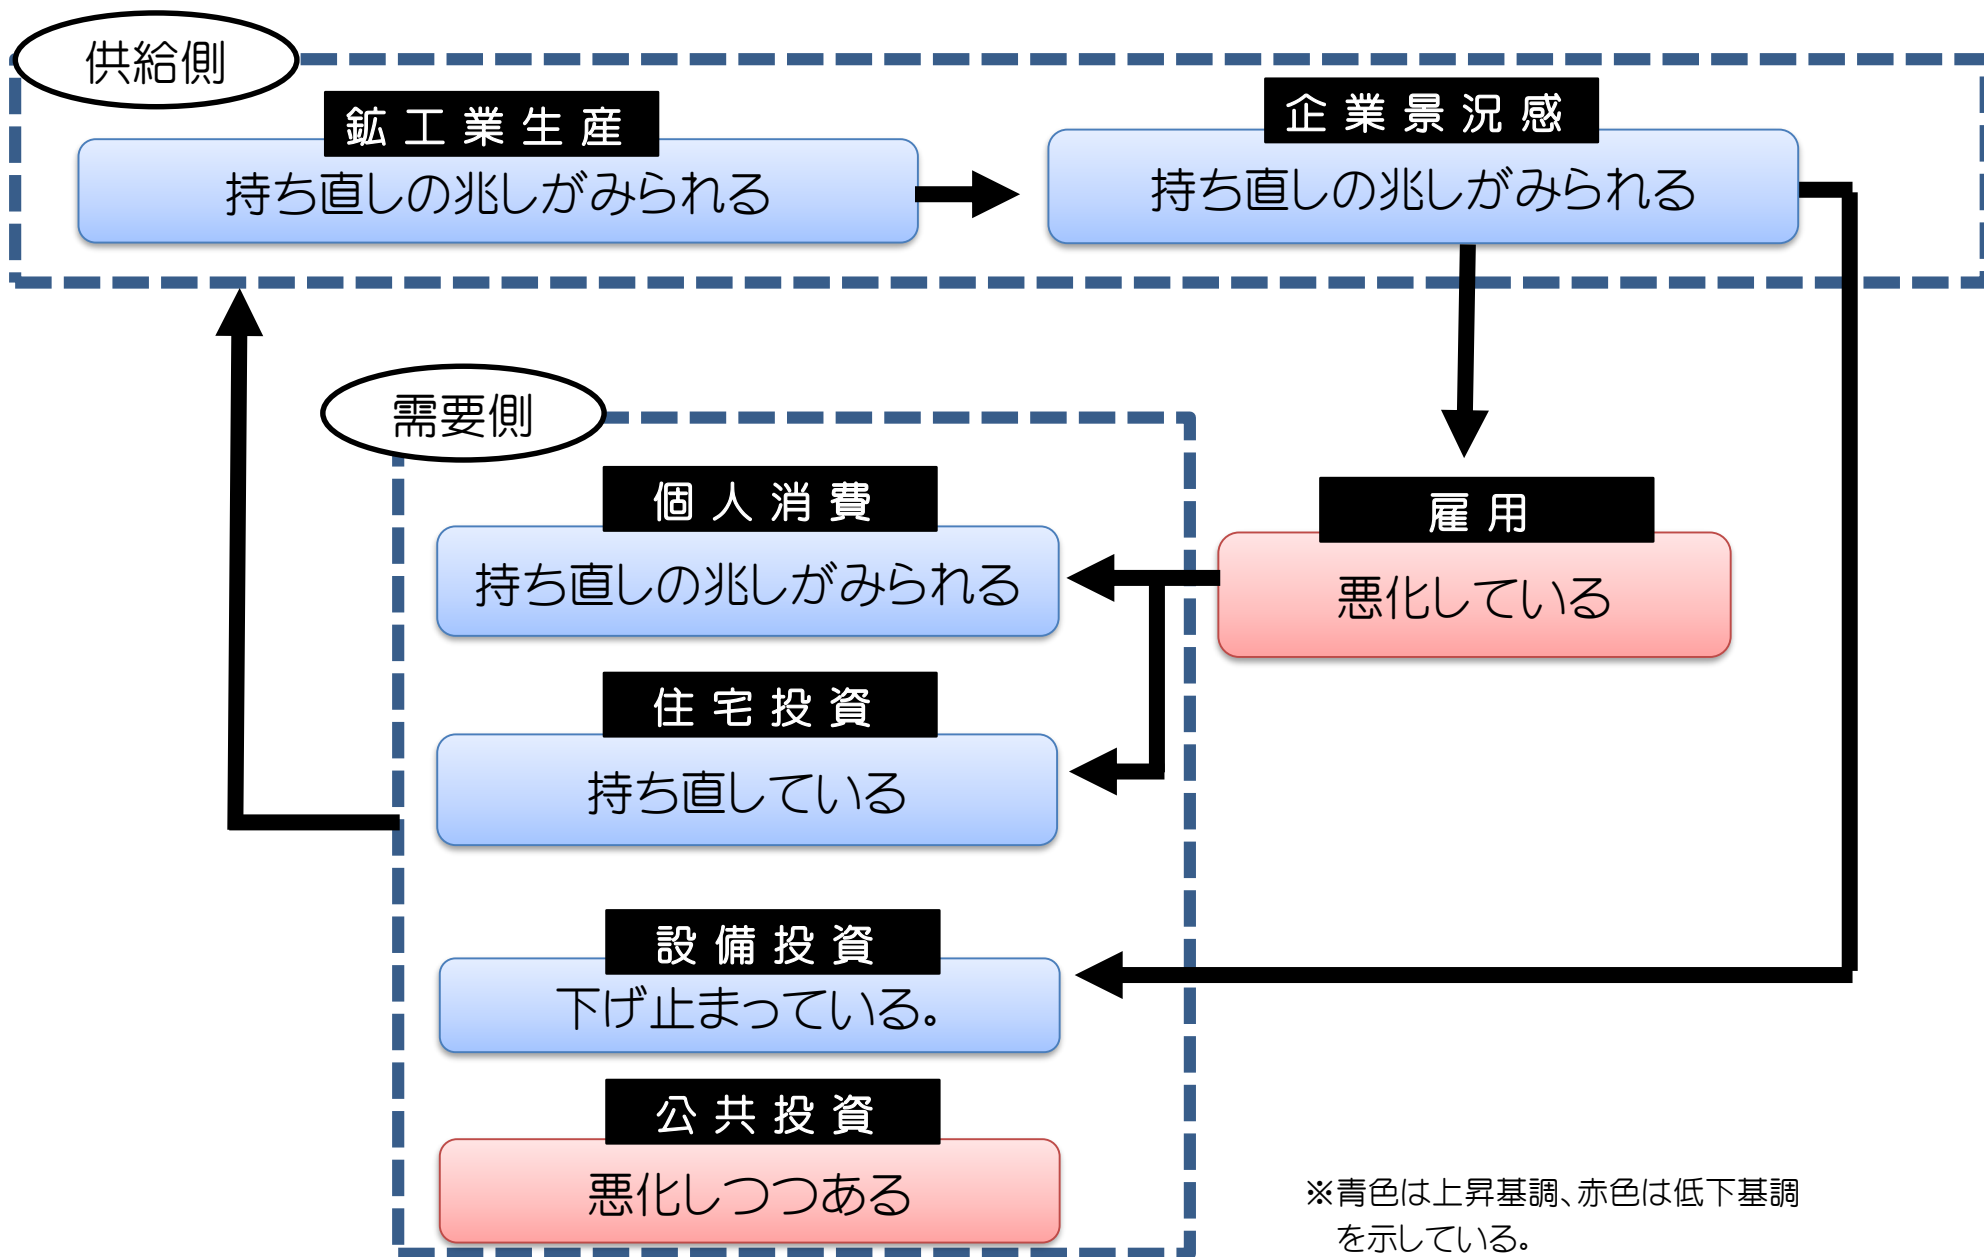 供給側
鉱工業生産
持ち直しの兆しがみられる
企業景況感
持ち直しの兆しがみられる
需要側
個人消費
持ち直しの兆しがみられる
雇用
悪化している
住宅投資
持ち直している
設備投資
下げ止まっている。
公共投資
悪化しつつある
※青色は上昇基調、赤色は低下基調
を示している。